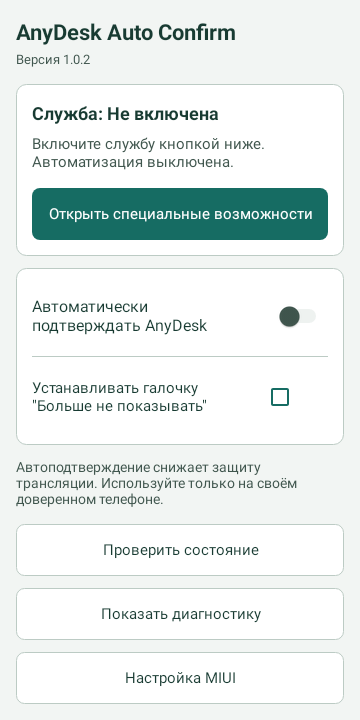 AnyDesk Auto Confirm
Версия 1.0.2
Служба: Не включена
Включите службу кнопкой ниже.
Автоматизация выключена.
Открыть специальные возможности
Автоматически
подтверждать AnyDesk
Устанавливать галочку
"Больше не показывать"
Автоподтверждение снижает защиту
трансляции. Используйте только на своём
доверенном телефоне.
Проверить состояние
Показать диагностику
Настройка MIUI